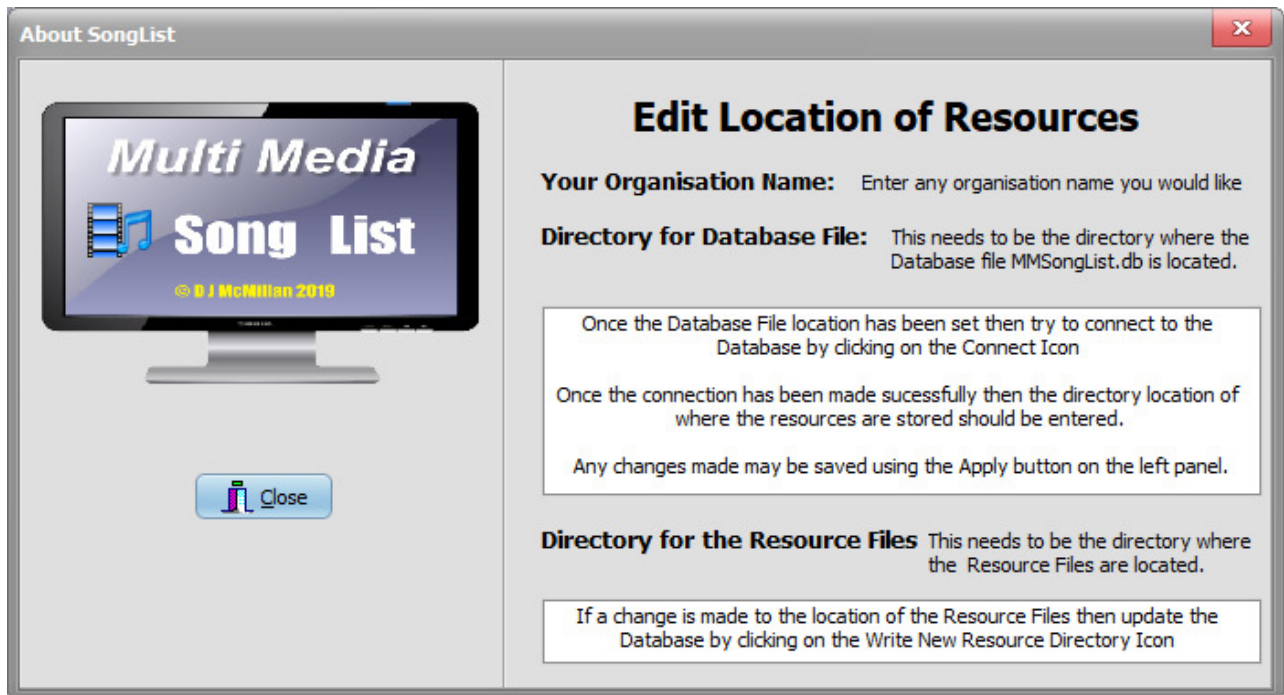 About SongList
Multi Media
Song List
© D J McMillan 2019
Close
Edit Location of Resources
Your Organisation Name: Enter any organisation name you would like
Directory for Database File: This needs to be the directory where the
Database file MMSongList.db is located.
Once the Database File location has been set then try to connect to the
Database by clicking on the Connect Icon
Once the connection has been made sucessfully then the directory location of
where the resources are stored should be entered.
Any changes made may be saved using the Apply button on the left panel.
Directory for the Resource Files This needs to be the directory where
the Resource Files are located.
If a change is made to the location of the Resource Files then update the
Database by clicking on the Write New Resource Directory Icon